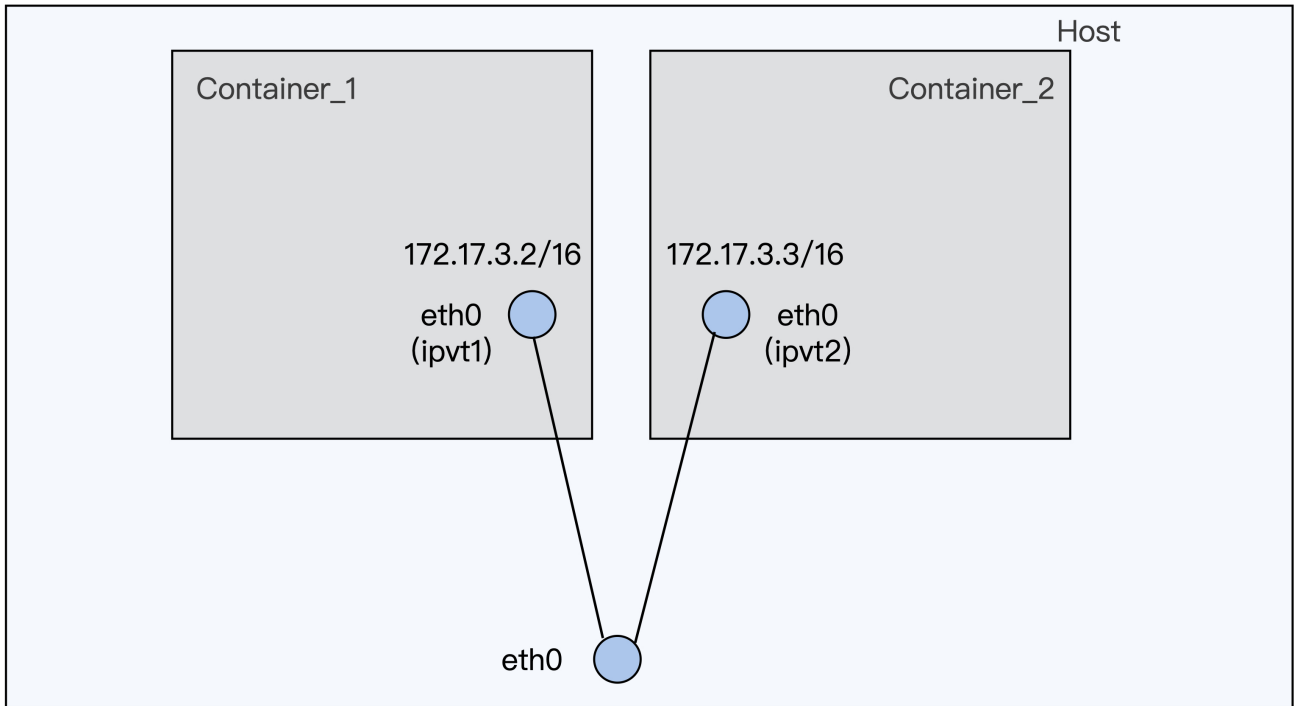 Host
Container_1
Container_2
172.17.3.2/16
172.17.3.3/16
eth0
(ipvt1)
eth0
(ipvt2)
eth0